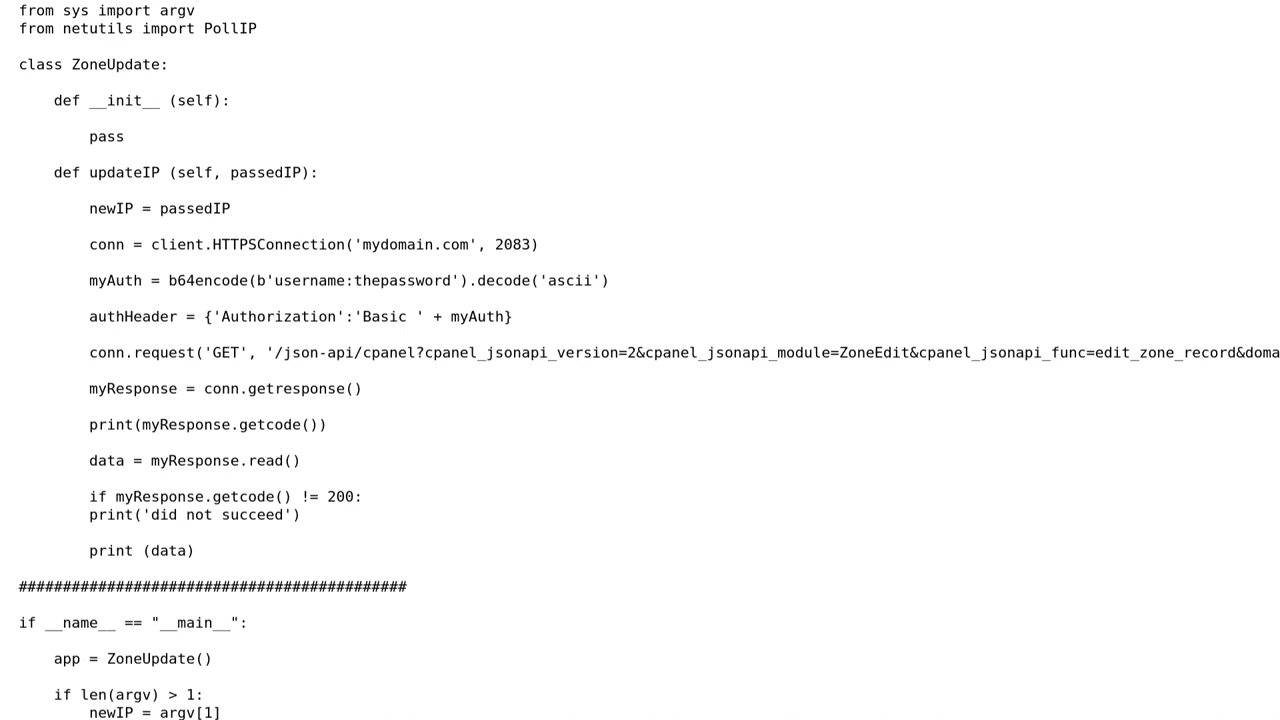 from sys import argv
from netutils import PollIP
class ZoneUpdate:
    def __init__ (self):
        pass
    def updateIP (self, passedIP):
        newIP = passedIP
        conn = client.HTTPSConnection('mydomain.com', 2083)
        myAuth = b64encode(b'username:thepassword').decode('ascii')
        authHeader = {'Authorization':'Basic ' + myAuth}
        conn.request('GET', '/json-api/cpanel?cpanel_jsonapi_version=2&cpanel_jsonapi_module=ZoneEdit&cpanel_jsonapi_func=edit_zone_record&doma
        myResponse = conn.getresponse()
        print(myResponse.getcode())
        data = myResponse.read()
        if myResponse.getcode() != 200:
        print('did not succeed')
        print (data)
############################################
if __name__ == "__main__":
    app = ZoneUpdate()
    if len(argv) > 1:
        newIP = argv[1]